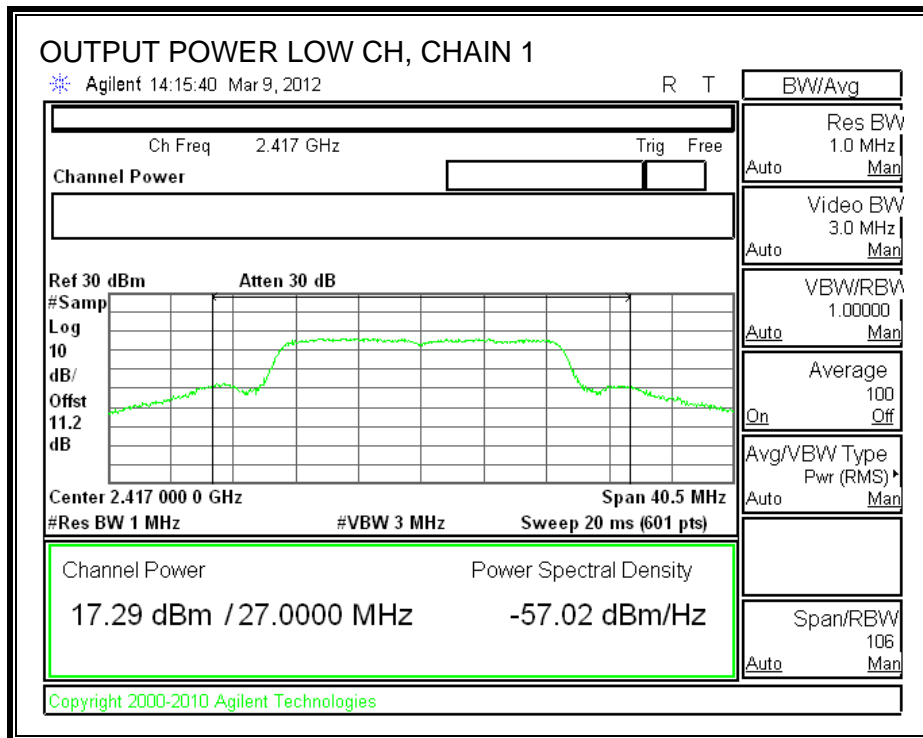 OUTPUT POWER LOW CH, CHAIN 1
Agilent 14:15:40 Mar 9, 2012 R T
Ch Freq 2.417 GHz Trig Free
Channel Power
Ref 30 dBm Atten 30 dB
#Samp
Log
10
dB/
Offst
11.2
dB
Center 2.417 000 0 GHz Span 40.5 MHz
#Res BW 1 MHz #VBW 3 MHz Sweep 20 ms (601 pts)
Channel Power Power Spectral Density
17.29 dBm / 27.0000 MHz -57.02 dBm/Hz
Copyright 2000-2010 Agilent Technologies
BW/Avg
Res BW
1.0 MHz
Auto Man
Video BW
3.0 MHz
Auto Man
VBW/RBW
1.00000
Auto Man
Average
100
On Off
Avg/VBW Type
Pwr (RMS)
Auto Man
Span/RBW
106
Auto Man